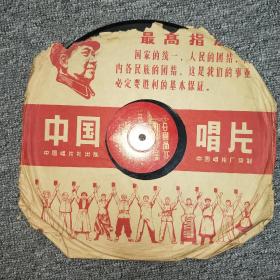 最高指示
国家的统一，人民的团结，国
内各民族的团结，这是我们的事业
必定要胜利的基本保证。
中国
唱片
中国唱片社出版
中国唱片厂制